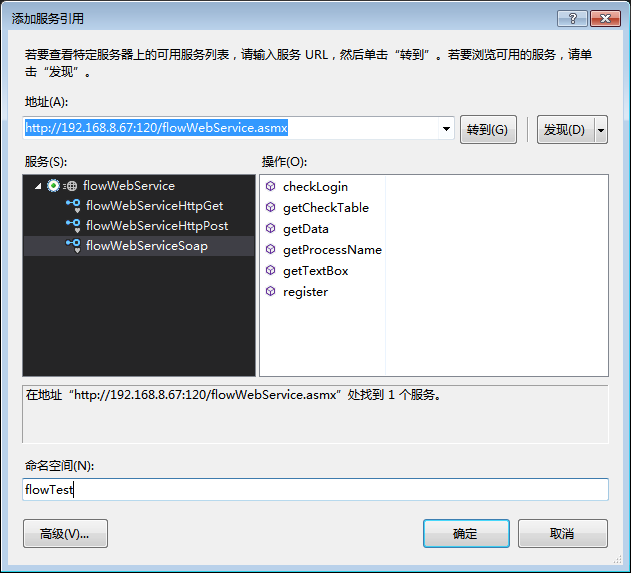 添加服务引用
若要查看特定服务器上的可用服务列表，请输入服务 URL，然后单击“转到”。若要浏览可用的服务，请单
击“发现”。
地址(A):
http://192.168.8.67:120/flowWebService.asmx
转到(G)
发现(D)
服务(S):
操作(O):
flowWebService
flowWebServiceHttpGet
flowWebServiceHttpPost
flowWebServiceSoap
checkLogin
getCheckTable
getData
getProcessName
getTextBox
register
在地址“http://192.168.8.67:120/flowWebService.asmx”处找到 1 个服务。
命名空间(N):
flowTest
高级(V)...
确定
取消